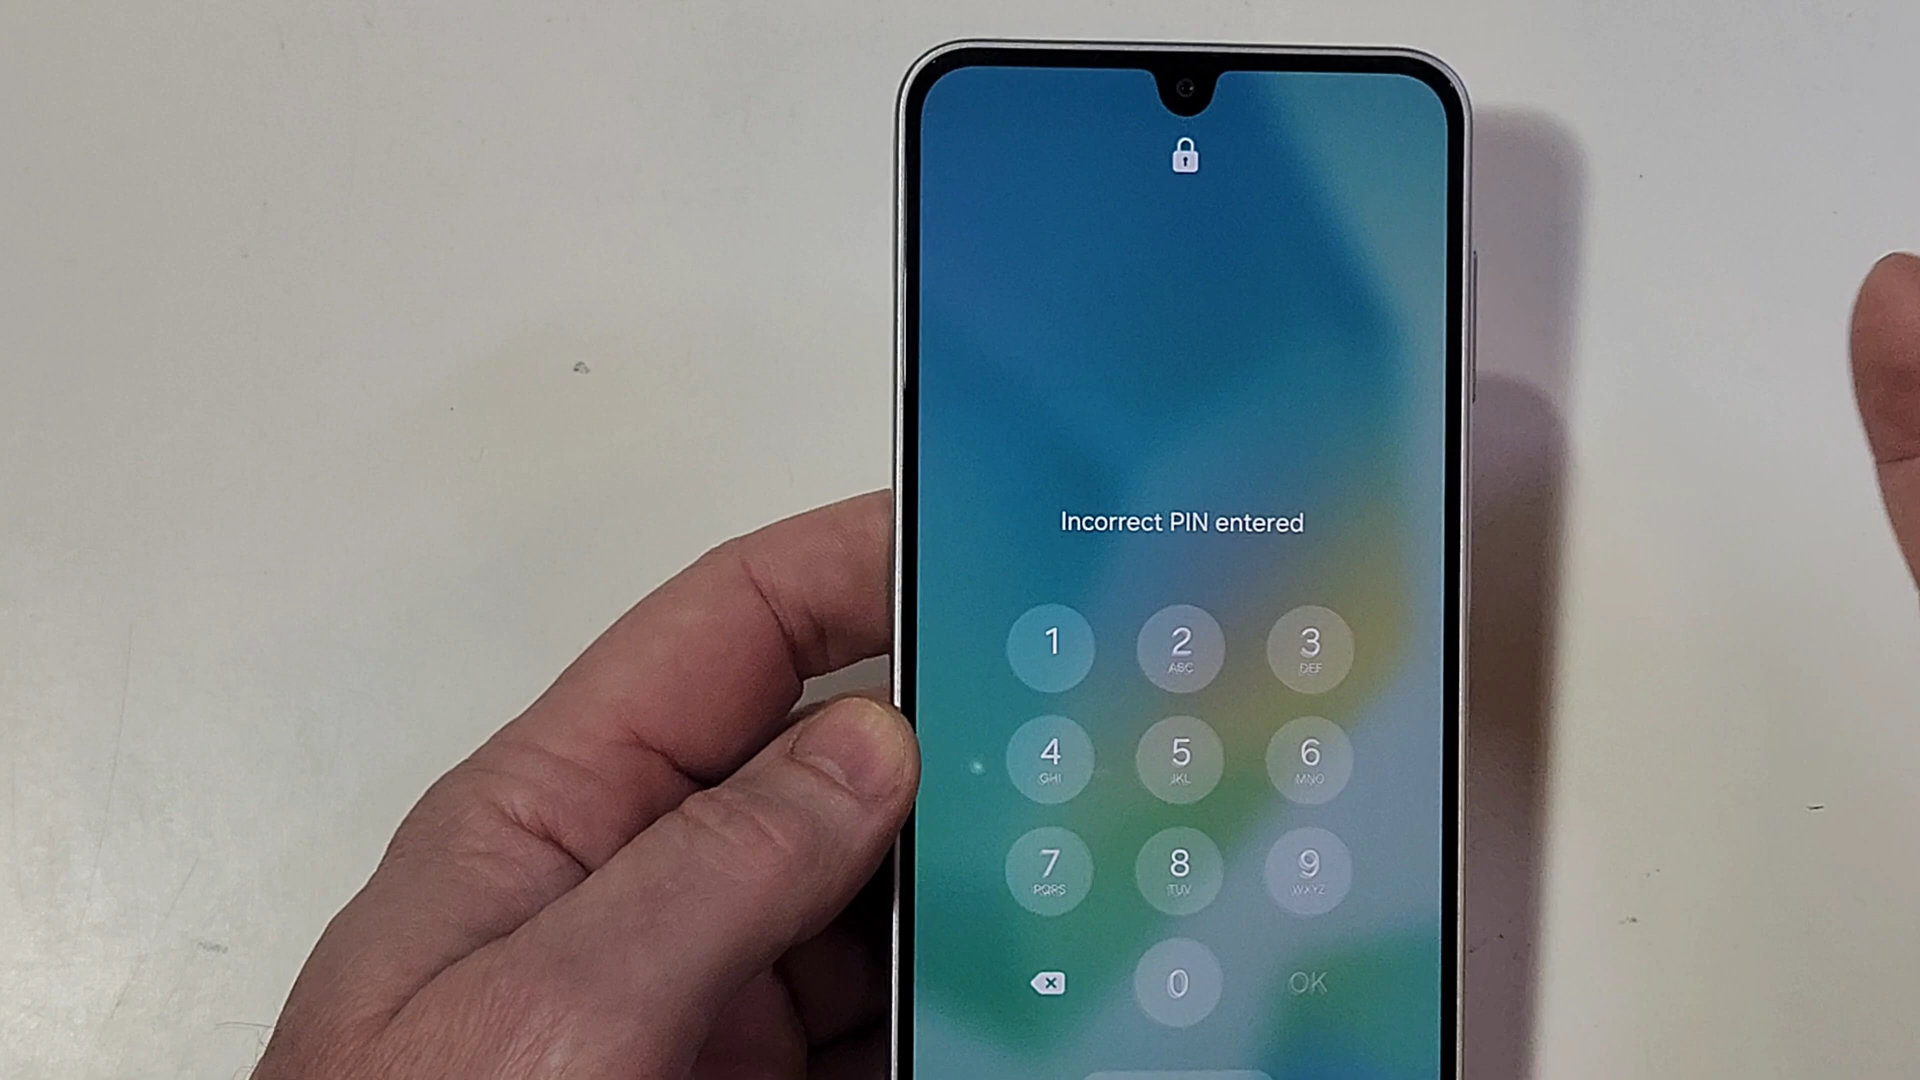 Incorrect PIN entered
1 2 3
ABC DEF
4 5 6
GHI JKL MNO
7 8 9
PQRS TUV WXYZ
0 OK